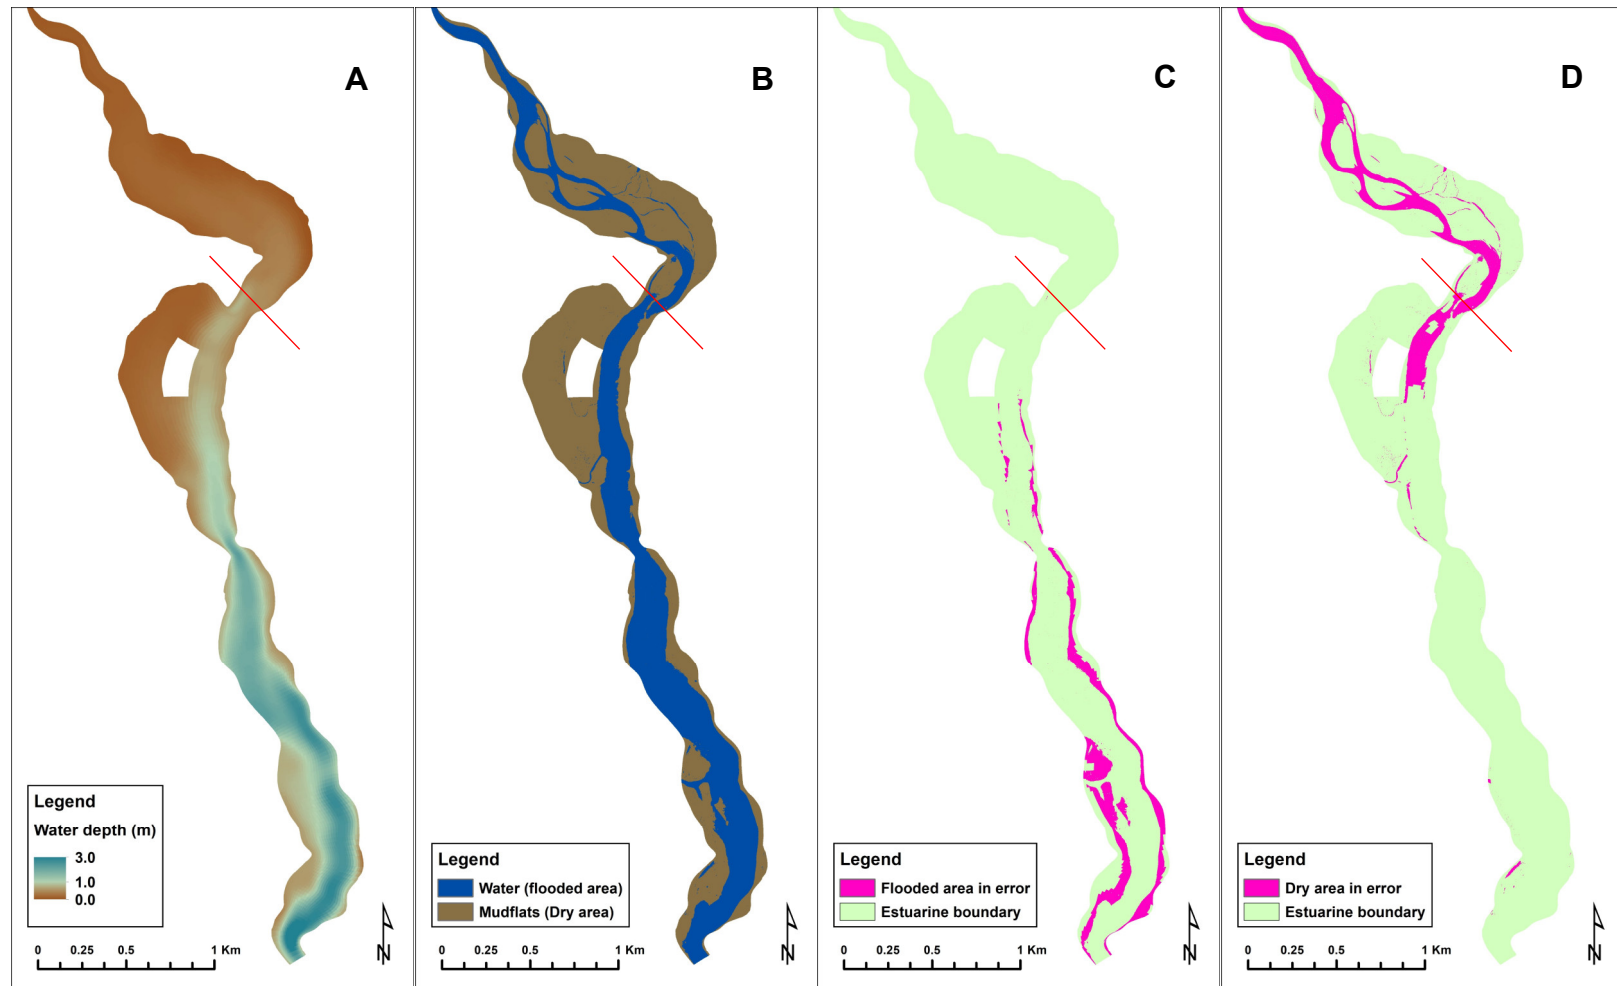 A
B
C
D
Legend
Water depth (m)
3.0
1.0
0.0
0 0.25 0.5 1 Km
N
Legend
Water (flooded area)
Mudflats (Dry area)
0 0.25 0.5 1 Km
N
Legend
Flooded area in error
Estuarine boundary
0 0.25 0.5 1 Km
N
Legend
Dry area in error
Estuarine boundary
0 0.25 0.5 1 Km
N